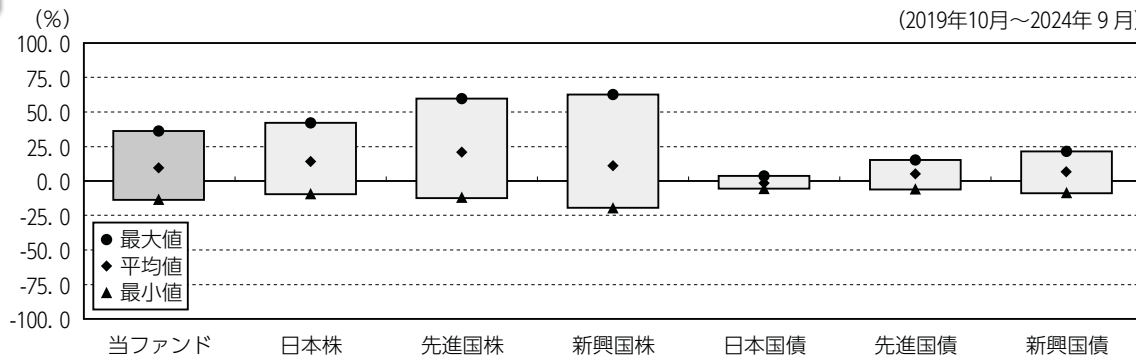 (%)
(2019年10月～2024年9月)
100.0
75.0
50.0
25.0
0.0
-25.0
-50.0
-75.0
-100.0
● 最大値
◆ 平均値
▲ 最小値
当ファンド 日本株 先進国株 新興国株 日本国債 先進国債 新興国債